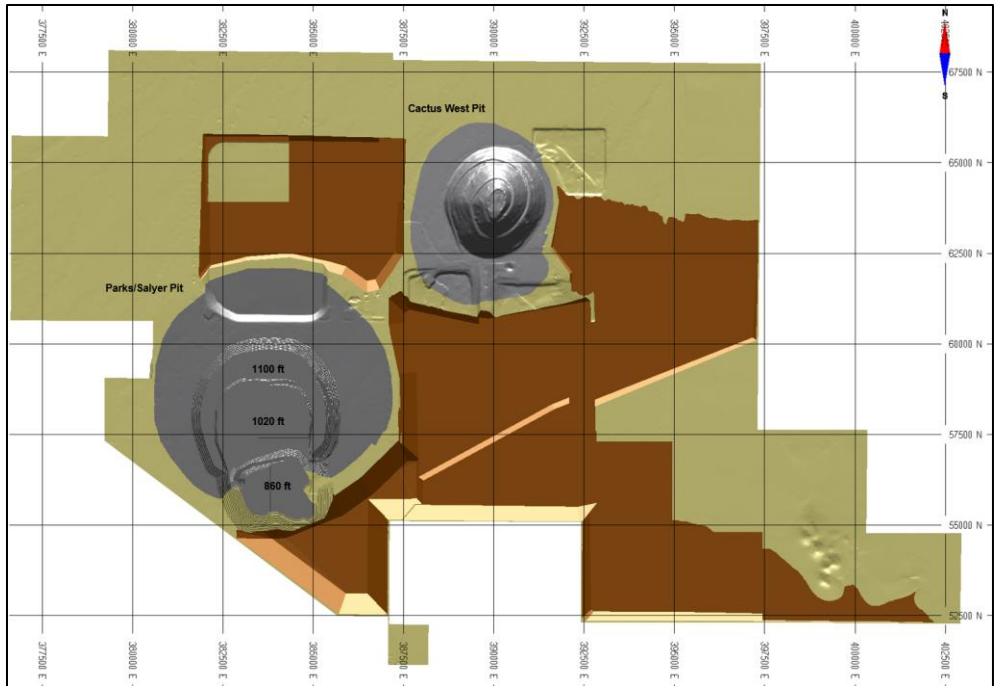 377500 E
380000 E
382500 E
385000 E
387500 E
390000 E
392500 E
395000 E
397500 E
400000 E
402500 E
N
S
67500 N
Cactus West Pit
65000 N
62500 N
Parks/Salyer Pit
60000 N
1100 ft
1020 ft
57500 N
860 ft
55000 N
52500 N
377500 E
380000 E
382500 E
385000 E
387500 E
390000 E
392500 E
395000 E
397500 E
400000 E
402500 E